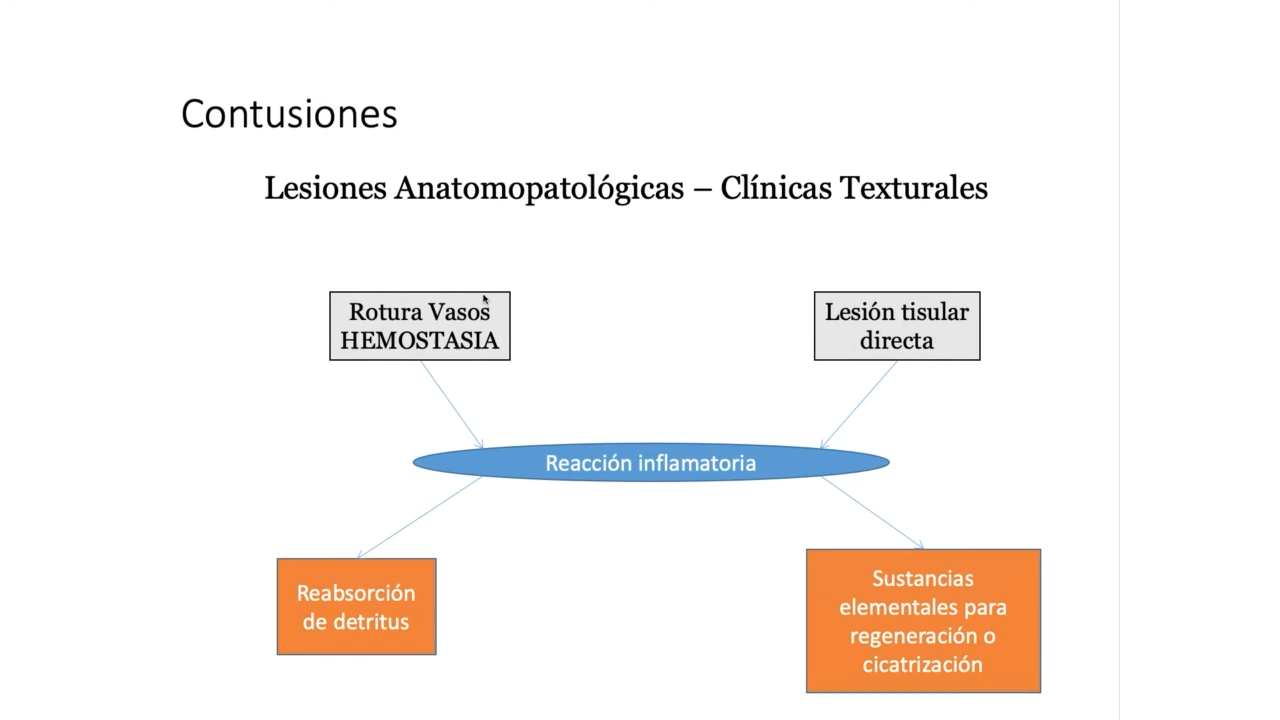 Contusiones
Lesiones Anatomopatológicas – Clínicas Texturales
Rotura Vasos
HEMOSTASIA
Lesión tisular
directa
Reacción inflamatoria
Reabsorción
de detritus
Sustancias
elementales para
regeneración o
cicatrización